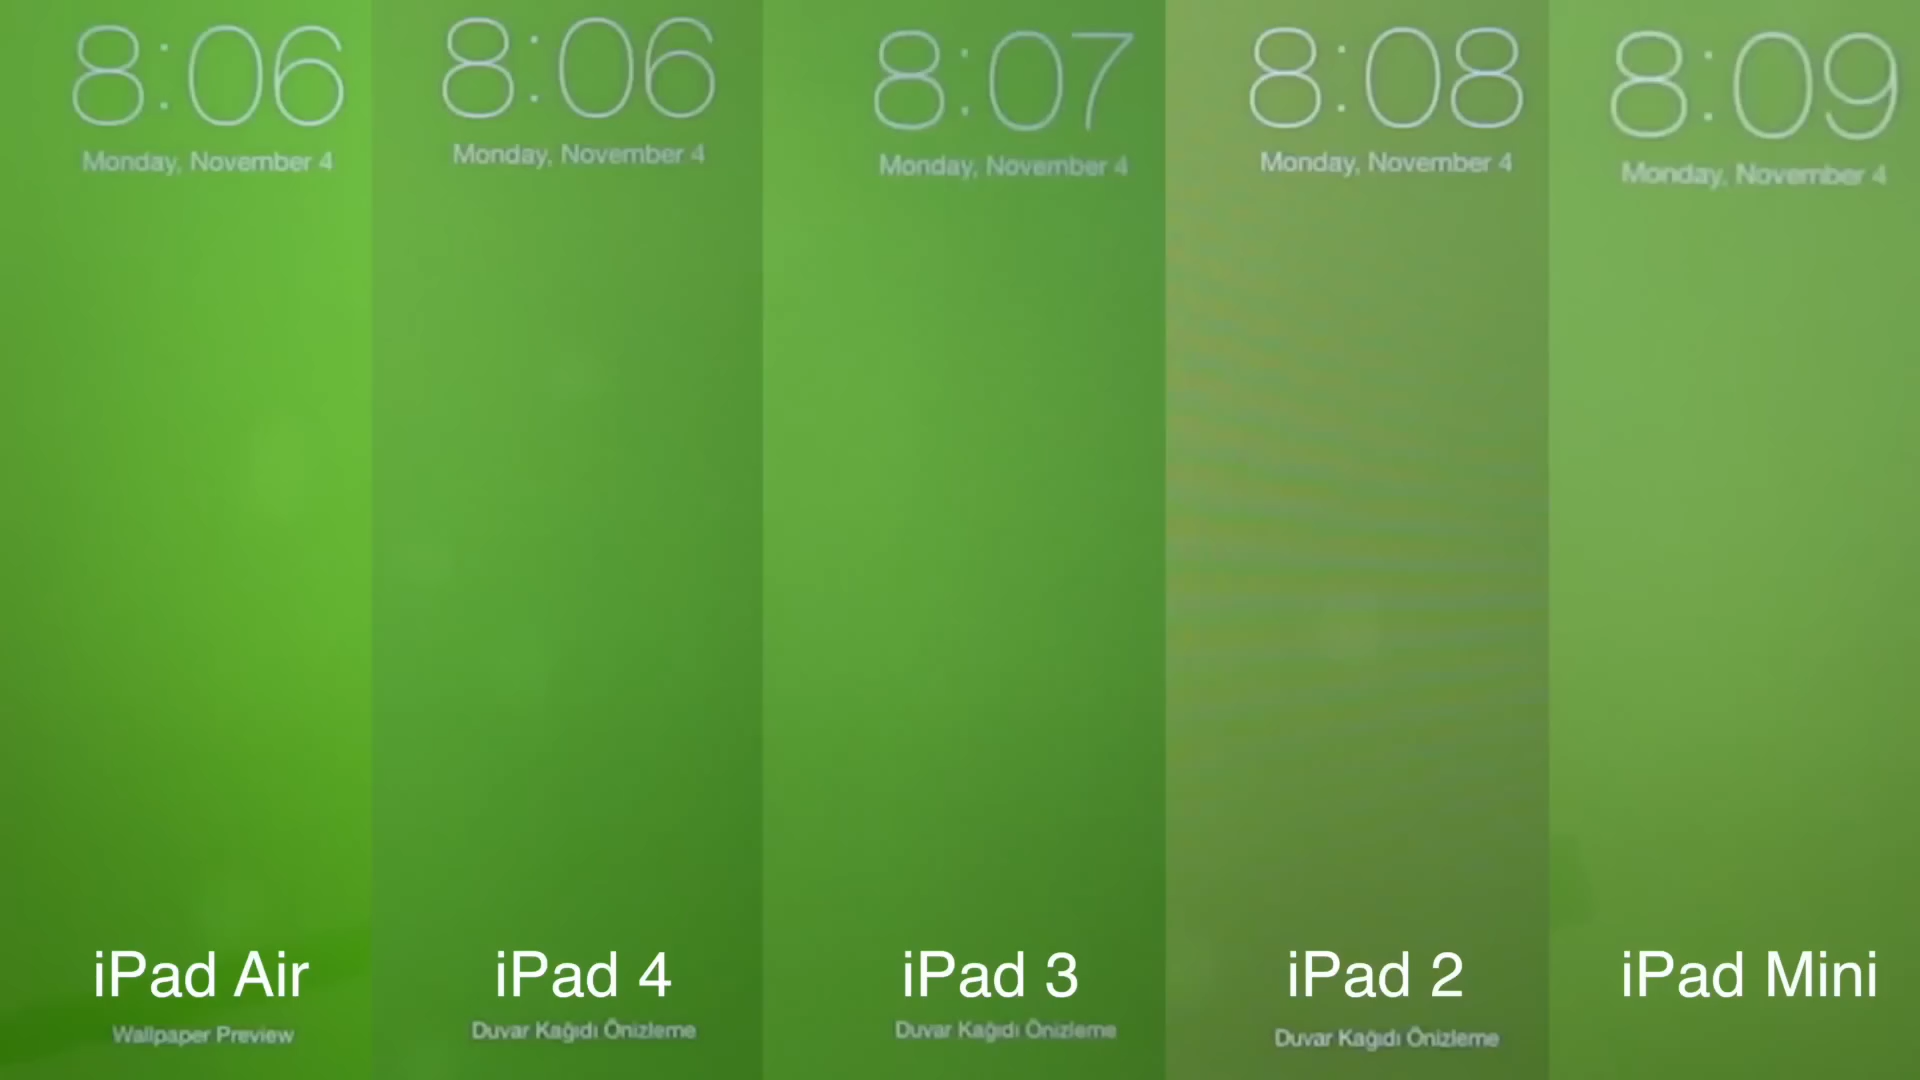 8:06
Monday, November 4
iPad Air
Wallpaper Preview
8:06
Monday, November 4
iPad 4
Duvar Kağıdı Önizleme
8:07
Monday, November 4
iPad 3
Duvar Kağıdı Önizleme
8:08
Monday, November 4
iPad 2
Duvar Kağıdı Önizleme
8:09
Monday, November 4
iPad Mini